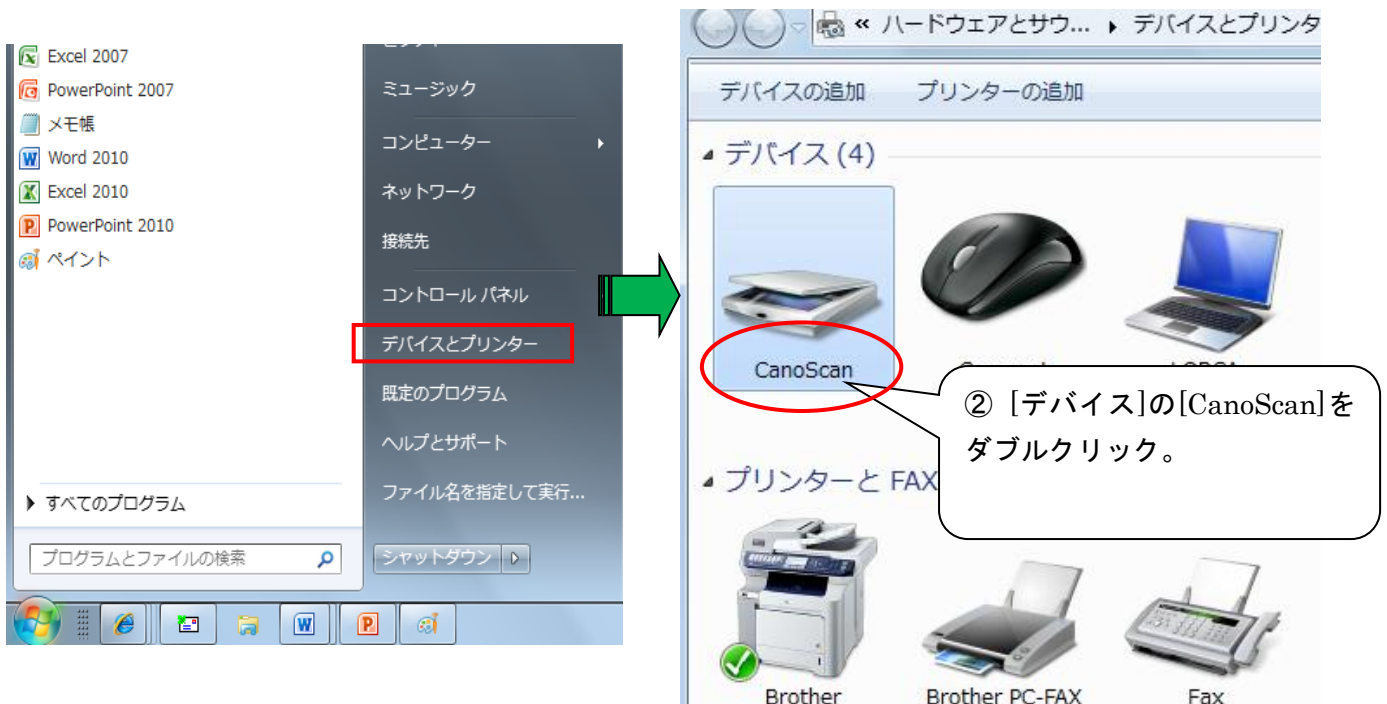 Excel 2007
PowerPoint 2007
メモ帳
Word 2010
Excel 2010
PowerPoint 2010
ペイント
すべてのプログラム
プログラムとファイルの検索
ミュージック
コンピューター
ネットワーク
接続先
コントロール パネル
デバイスとプリンター
既定のプログラム
ヘルプとサポート
ファイル名を指定して実行...
シャットダウン
« ハードウェアとサウ... デバイスとプリンタ
デバイスの追加 プリンターの追加
デバイス (4)
CanoScan
② [デバイス]の[CanoScan]を
ダブルクリック。
プリンターと FAX
Brother Brother PC-FAX Fax